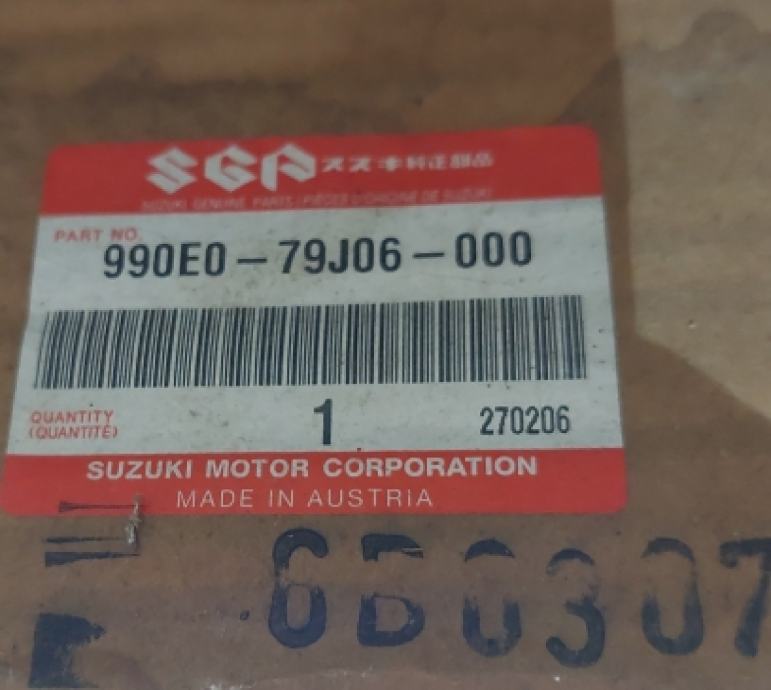 SGP スズキ純正部品
SUZUKI GENUINE PARTS / PIÈCES D'ORIGINE DE SUZUKI
PART NO.
990E0-79J06-000
QUANTITY
(QUANTITÉ)
1
270206
SUZUKI MOTOR CORPORATION
MADE IN AUSTRIA
6B0307